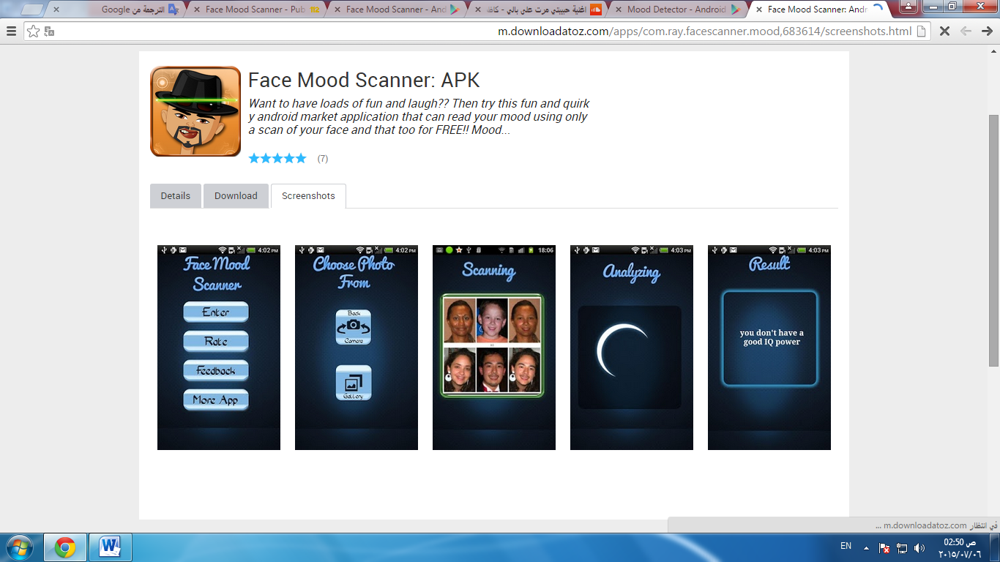 الترجمة من Google
Face Mood Scanner - Pub
Face Mood Scanner - And
اغنية حبيبتي مرت على بالي - كاظ
Mood Detector - Android
Face Mood Scanner: Andr
m.downloadatoz.com/apps/com.ray.facescanner.mood,683614/screenshots.html
Face Mood Scanner: APK
Want to have loads of fun and laugh?? Then try this fun and quirk
y android market application that can read your mood using only
a scan of your face and that too for FREE!! Mood...
(7)
Details
Download
Screenshots
4:02 PM
Face Mood
Scanner
Enter
Rate
Feedback
More App
4:02 PM
Choose Photo
From
Back
Camera
Gallery
18:06
Scanning
4:03 PM
Analyzing
4:03 PM
Result
you don't have a
good IQ power
في انتظار m.downloadatoz.com ...
EN
02:50 ص
٢٠١٥/٠٧/٠٦